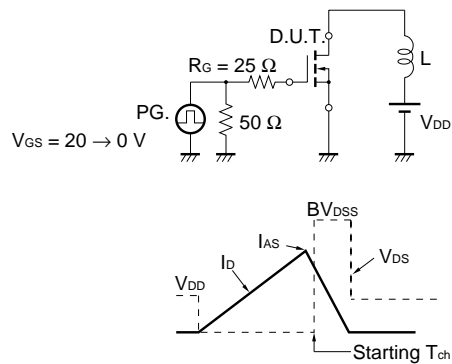 D.U.T.
RG = 25 Ω
L
PG.
50 Ω
VDD
VGS = 20 → 0 V
BVDSS
IAS
ID
VDS
VDD
Starting Tch